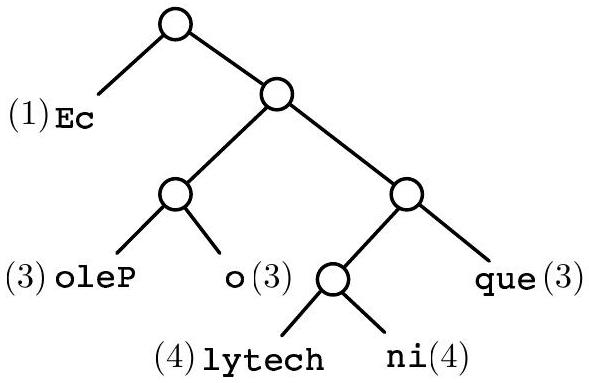 (1) Ec
(3) oleP o (3) que (3)
(4) lytech ni (4)